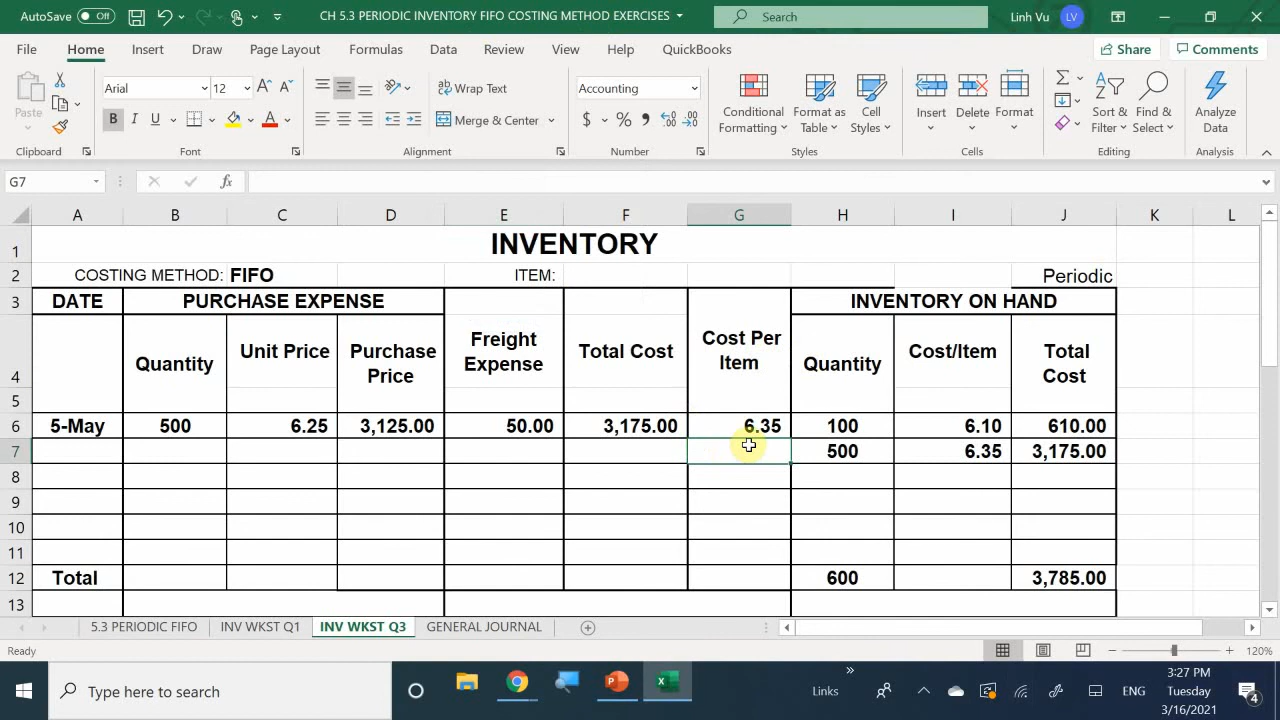 AutoSave Off CH 5.3 PERIODIC INVENTORY FIFO COSTING METHOD EXERCISES Search Linh Vu LV
File Home Insert Draw Page Layout Formulas Data Review View Help QuickBooks Share Comments
Arial 12 A A Wrap Text Accounting
Paste B I U A Merge & Center $ % Conditional Formatting Format as Table Cell Styles Insert Delete Format Sort & Filter Find & Select Analyze Data
Clipboard Font Alignment Number Styles Cells Editing Analysis
G7 fx
A B C D E F G H I J K L
1 INVENTORY
2 COSTING METHOD: FIFO ITEM: Periodic
3 DATE PURCHASE EXPENSE INVENTORY ON HAND
4 Quantity Unit Price Purchase Price Freight Expense Total Cost Cost Per Item Quantity Cost/Item Total Cost
5
6 5-May 500 6.25 3,125.00 50.00 3,175.00 6.35 100 6.10 610.00
7 500 6.35 3,175.00
8
9
10
11
12 Total 600 3,785.00
13
5.3 PERIODIC FIFO INV WKST Q1 INV WKST Q3 GENERAL JOURNAL
Ready 120%
Type here to search Links ENG 3:27 PM
Tuesday
3/16/2021
4